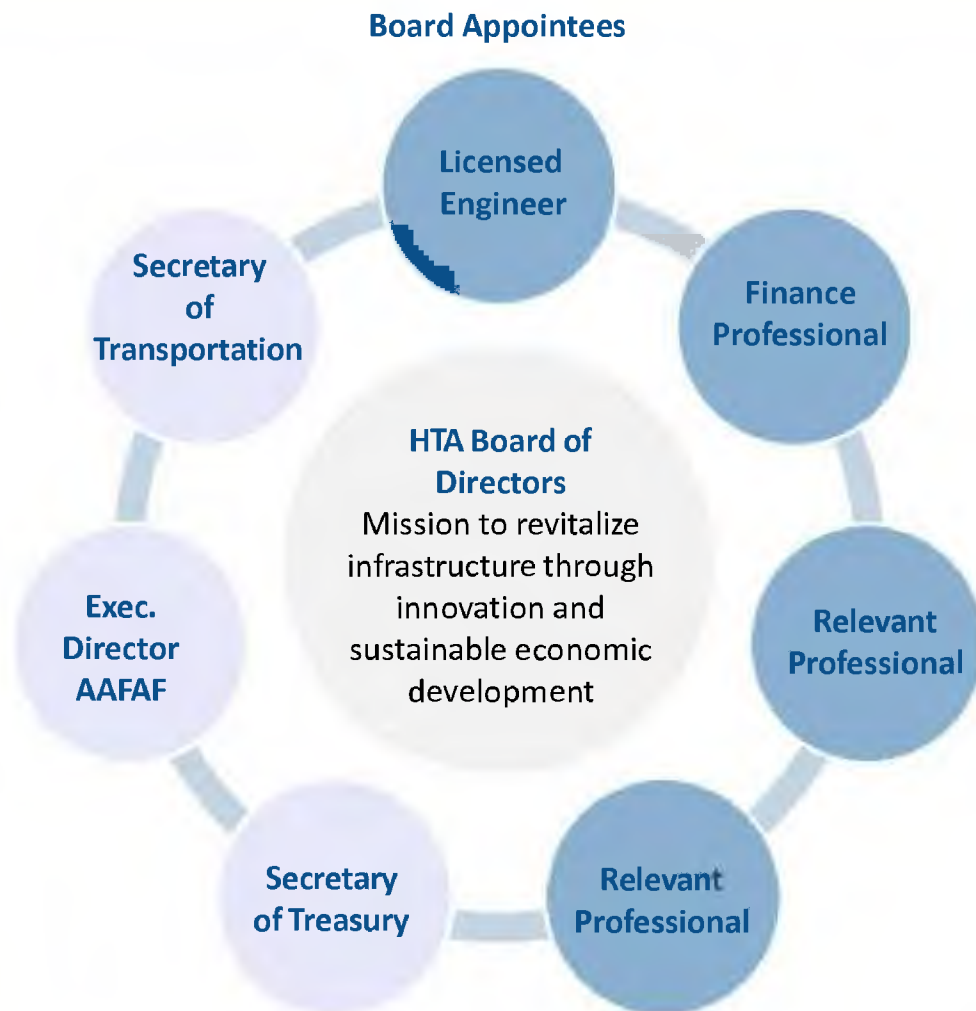 Board Appointees
Licensed
Engineer
Finance
Professional
Relevant
Professional
Relevant
Professional
Secretary
of Treasury
Exec.
Director
AAFAF
Secretary
of
Transportation
HTA Board of
Directors
Mission to revitalize
infrastructure through
innovation and
sustainable economic
development